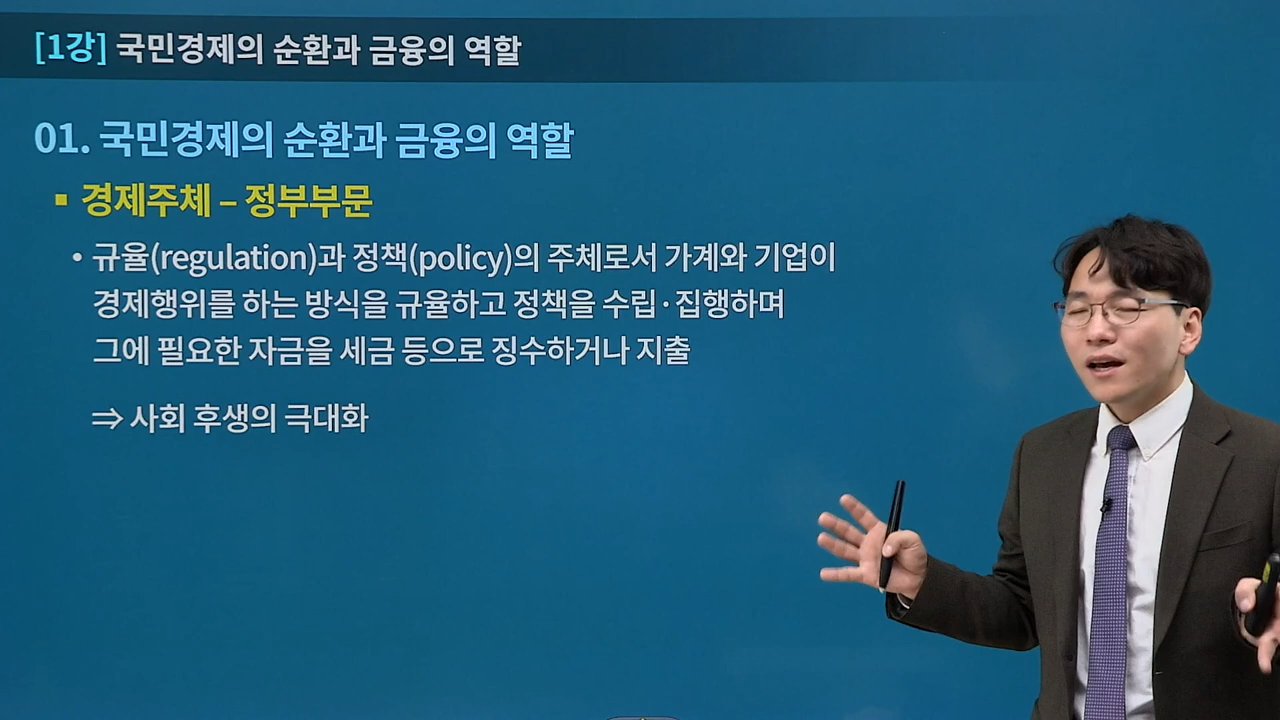 [1강] 국민경제의 순환과 금융의 역할
01. 국민경제의 순환과 금융의 역할
▪ 경제주체 – 정부부문
• 규율(regulation)과 정책(policy)의 주체로서 가계와 기업이
경제행위를 하는 방식을 규율하고 정책을 수립·집행하며
그에 필요한 자금을 세금 등으로 징수하거나 지출
⇒ 사회 후생의 극대화